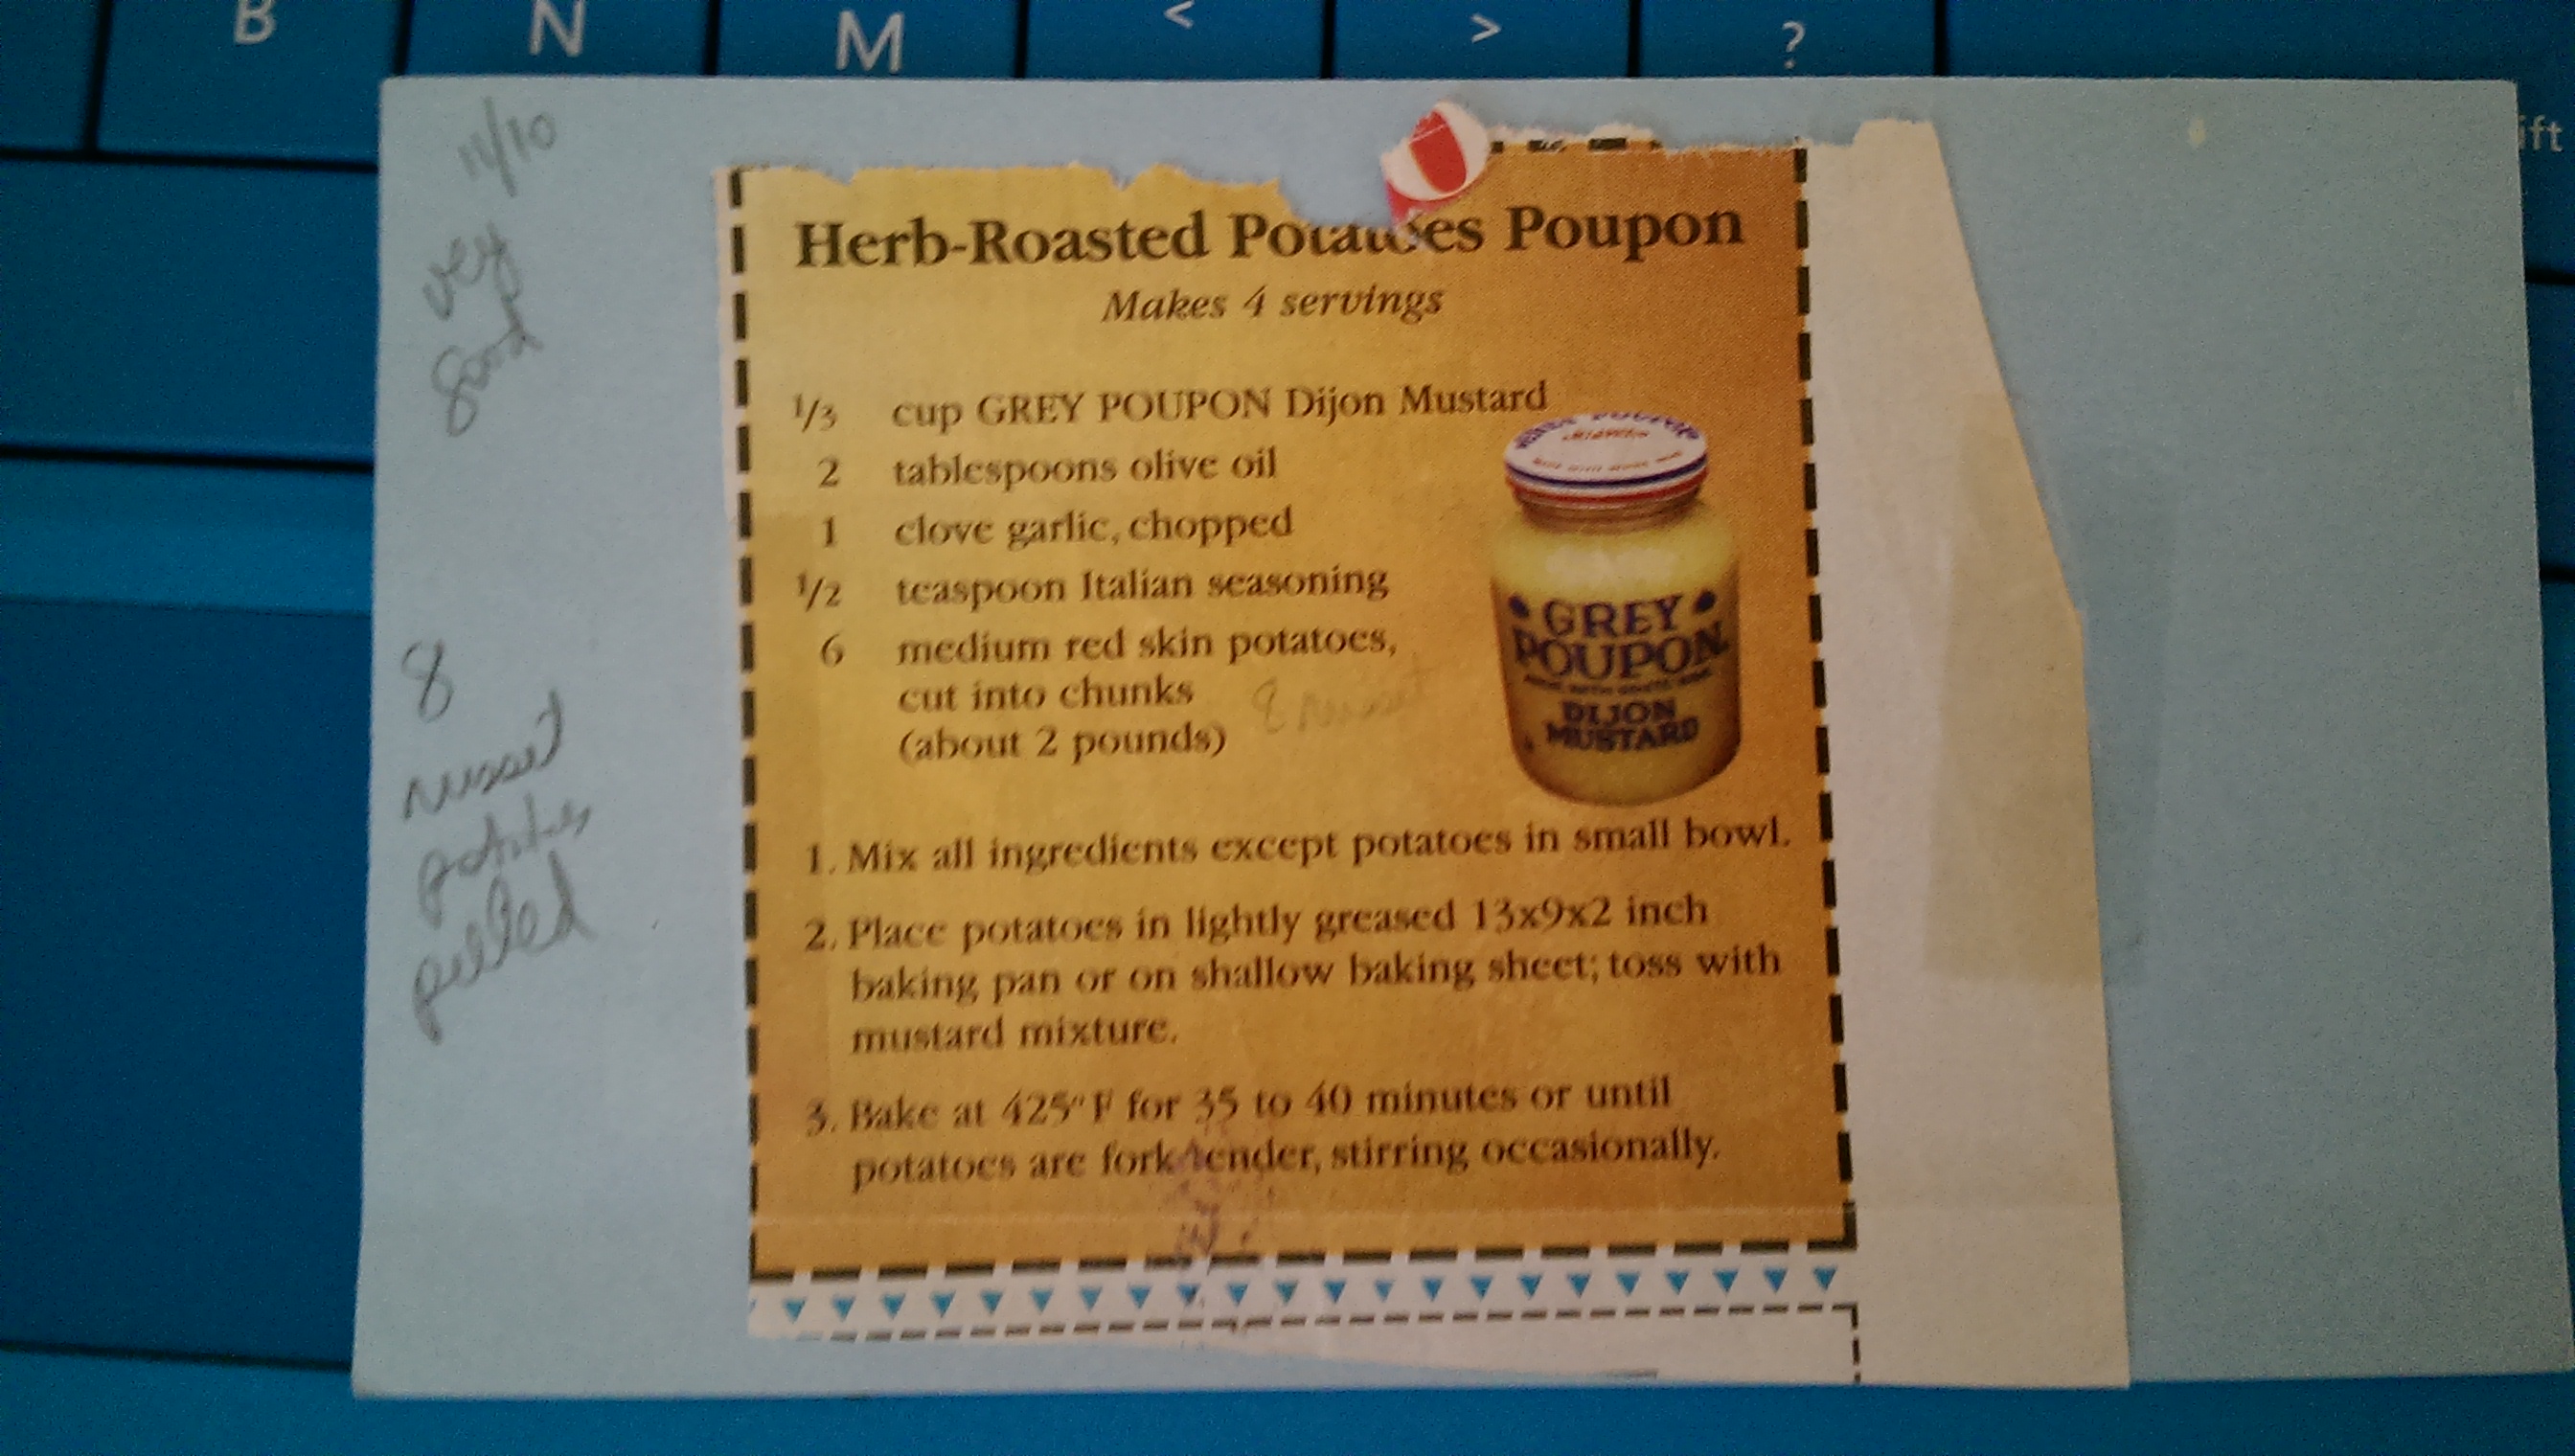 B N M < > ?
ift
11/10
very
good
8
russet
potatoes
peeled
Herb-Roasted Potatoes Poupon
Makes 4 servings
1/3 cup GREY POUPON Dijon Mustard
2 tablespoons olive oil
1 clove garlic, chopped
1/2 teaspoon Italian seasoning
6 medium red skin potatoes,
cut into chunks
(about 2 pounds)
8 russet
GREY
POUPON
DIJON
MUSTARD
1. Mix all ingredients except potatoes in small bowl.
2. Place potatoes in lightly greased 13x9x2 inch
baking pan or on shallow baking sheet; toss with
mustard mixture.
3. Bake at 425°F for 35 to 40 minutes or until
potatoes are fork tender, stirring occasionally.